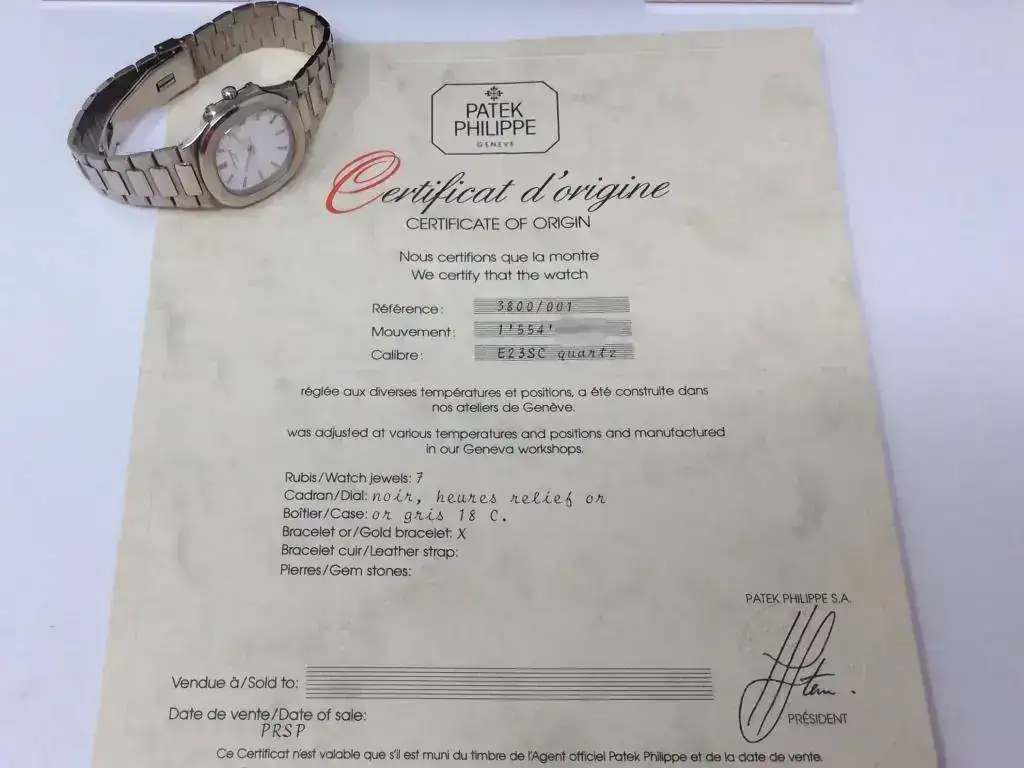 PATEK
PHILIPPE
GENEVE
Certificat d'origine
CERTIFICATE OF ORIGIN
Nous certifions que la montre
We certify that the watch
Référence: 3800/001
Mouvement: 1'554'
Calibre: E23SC quartz
réglée aux diverses températures et positions, a été construite dans
nos ateliers de Genève.
was adjusted at various temperatures and positions and manufactured
in our Geneva workshops.
Rubis/Watch jewels: 7
Cadran/Dial: noir, heures relief or
Boîtier/Case: or gris 18 C.
Bracelet or/Gold bracelet: X
Bracelet cuir/Leather strap:
Pierres/Gem stones:
PATEK PHILIPPE S.A.
PRÉSIDENT
Vendue à/Sold to:
Date de vente/Date of sale:
PRSP
Ce Certificat n'est valable que s'il est muni du timbre de l'Agent officiel Patek Philippe et de la date de vente.